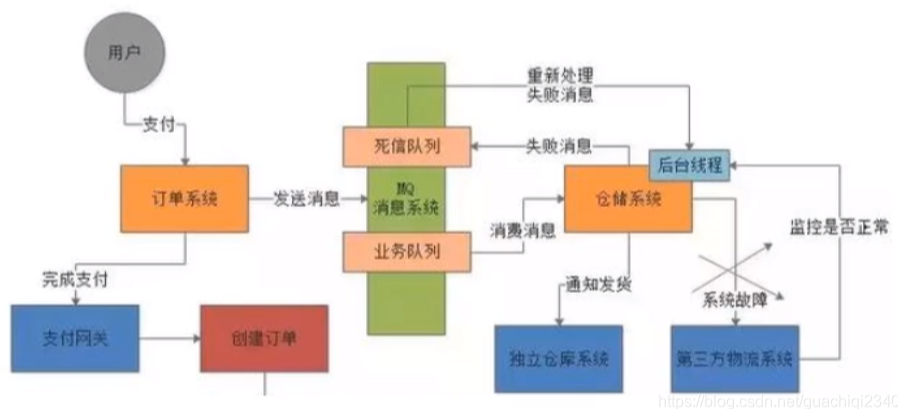 用户
支付
订单系统
发送消息
完成支付
支付网关
创建订单
重新处理
失败消息
死信队列
MQ
消息系统
业务队列
失败消息
后台线程
仓储系统
消费消息
监控是否正常
通知发货
系统故障
独立仓库系统
第三方物流系统
https://blog.csdn.net/guachiqi2340